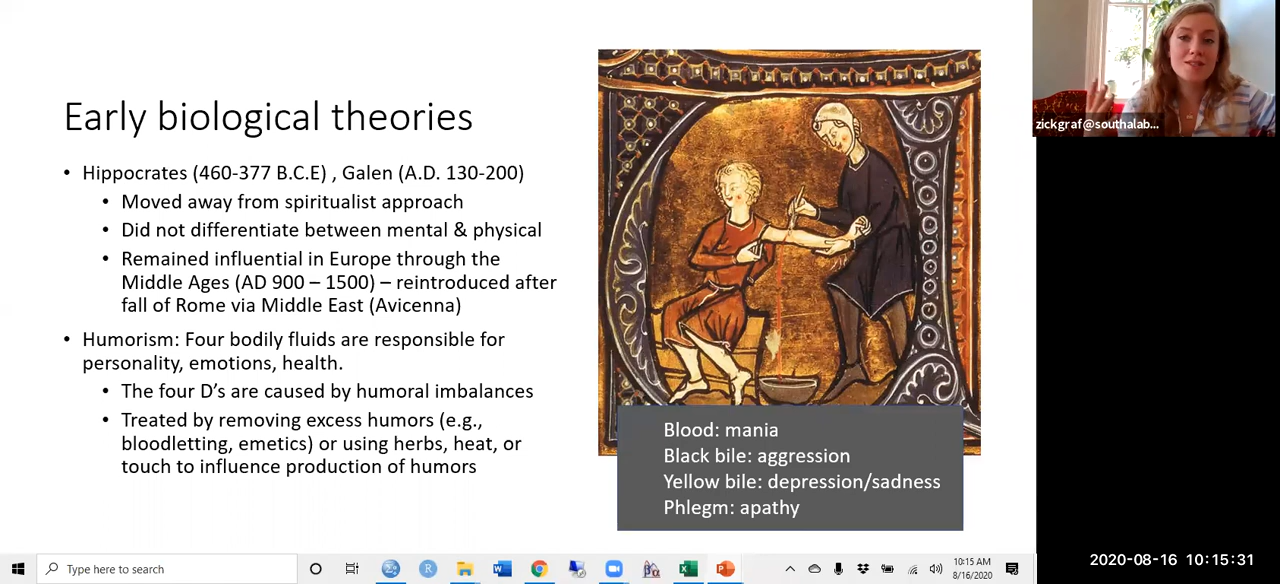 Early biological theories
• Hippocrates (460-377 B.C.E) , Galen (A.D. 130-200)
• Moved away from spiritualist approach
• Did not differentiate between mental & physical
• Remained influential in Europe through the
Middle Ages (AD 900 – 1500) – reintroduced after
fall of Rome via Middle East (Avicenna)
• Humorism: Four bodily fluids are responsible for
personality, emotions, health.
• The four D’s are caused by humoral imbalances
• Treated by removing excess humors (e.g.,
bloodletting, emetics) or using herbs, heat, or
touch to influence production of humors
Blood: mania
Black bile: aggression
Yellow bile: depression/sadness
Phlegm: apathy
zickgraf@southalab...
Type here to search
10:15 AM
8/16/2020
2020-08-16 10:15:31